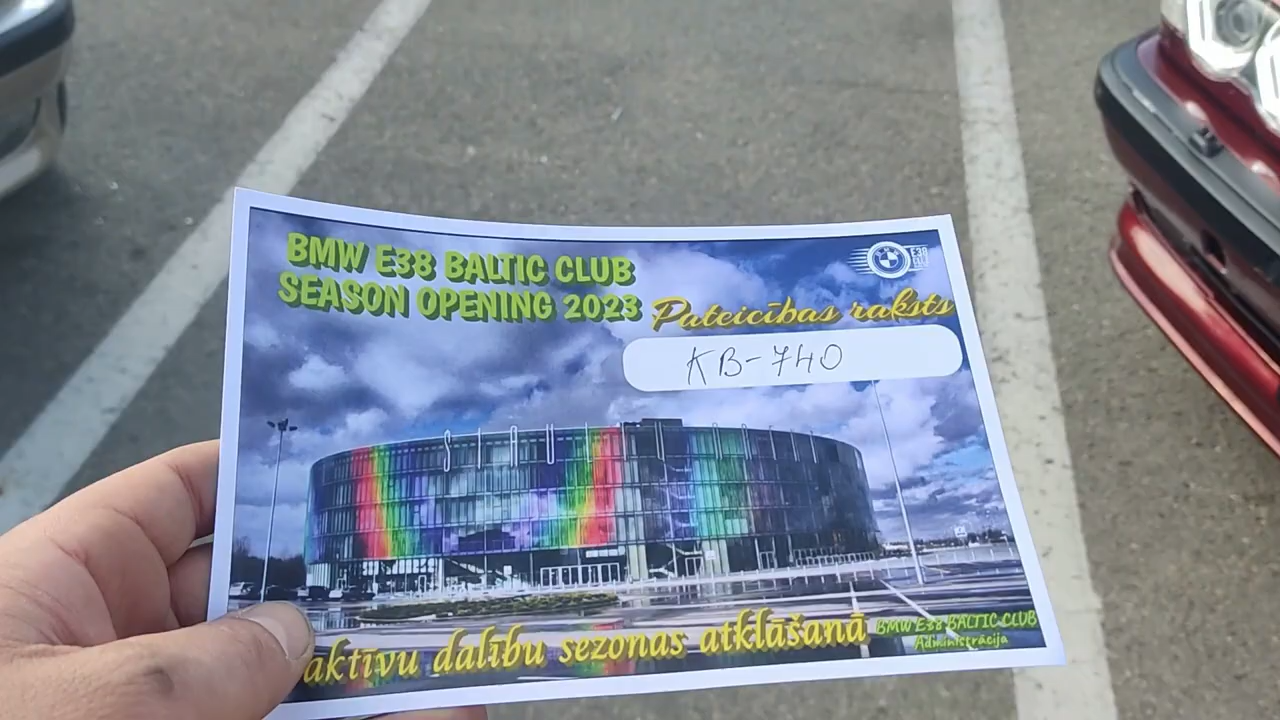 BMW E38 BALTIC CLUB
SEASON OPENING 2023
Pateicības raksts
KB-740
aktīvu dalību sezonas atklāšanā
BMW E38 BALTIC CLUB
Administrācija